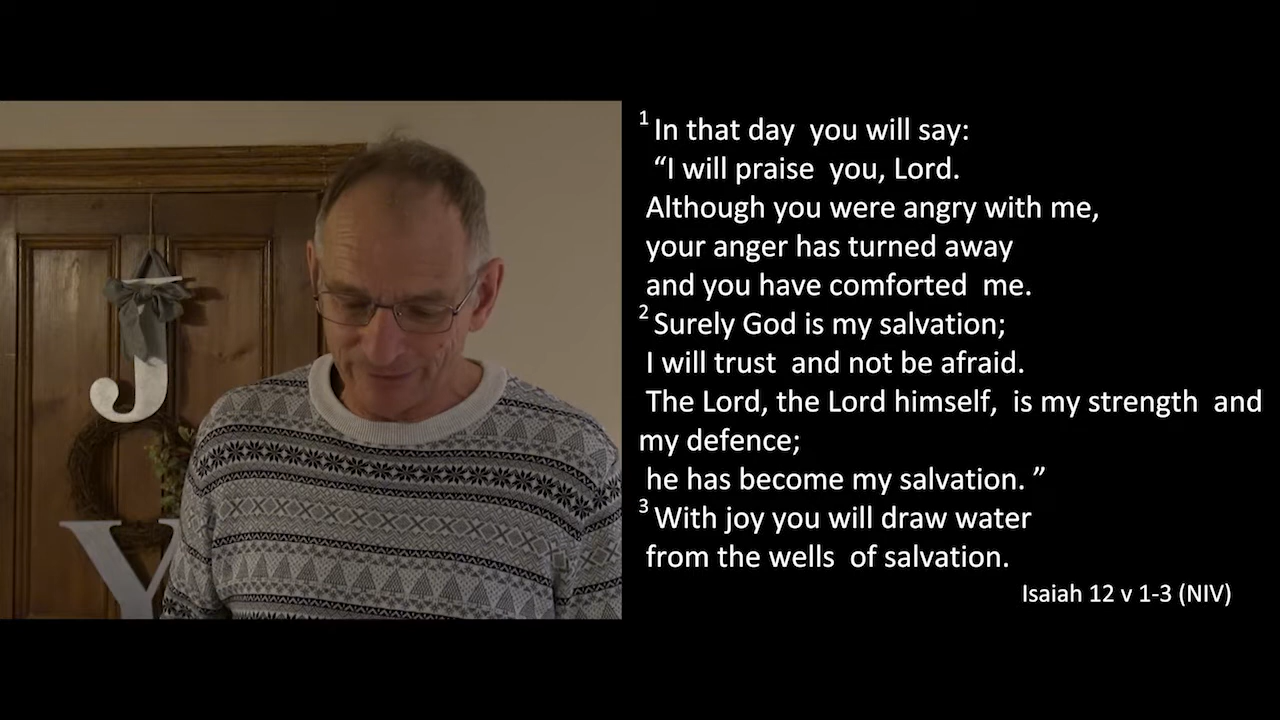 J
Y
1 In that day you will say:
“I will praise you, Lord.
Although you were angry with me,
your anger has turned away
and you have comforted me.
2 Surely God is my salvation;
I will trust and not be afraid.
The Lord, the Lord himself, is my strength and
my defence;
he has become my salvation. ”
3 With joy you will draw water
from the wells of salvation.
Isaiah 12 v 1-3 (NIV)